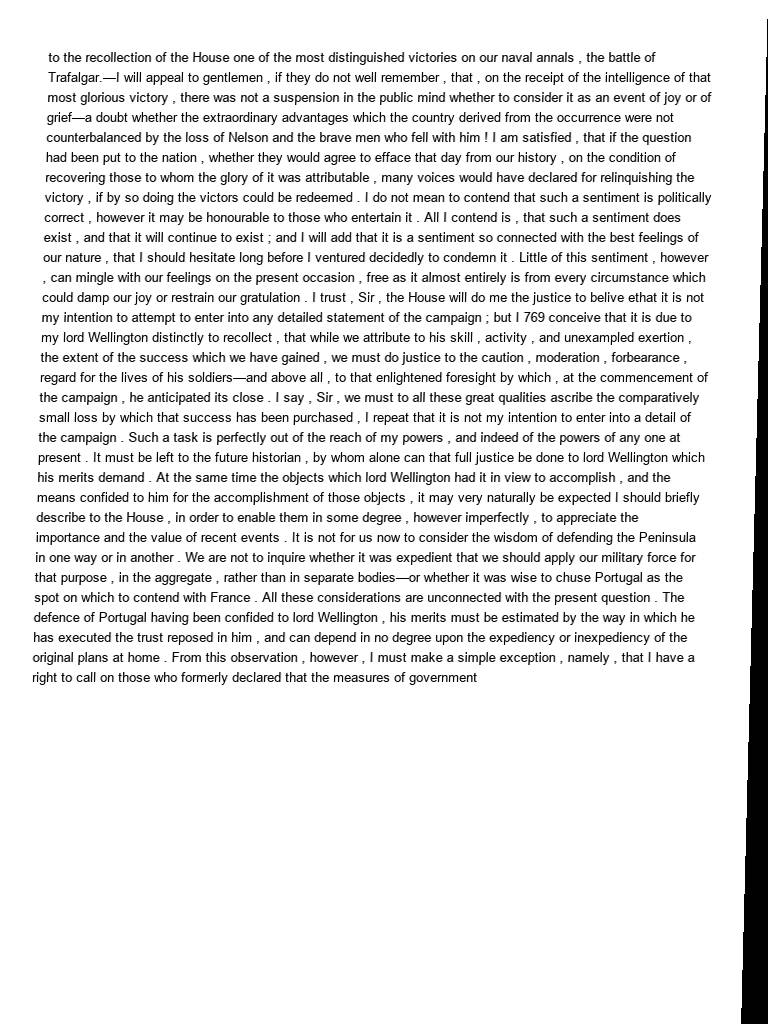 to the recollection of the House one of the most distinguished victories on our naval annals , the battle of
Trafalgar.—I will appeal to gentlemen , if they do not well remember , that , on the receipt of the intelligence of that
most glorious victory , there was not a suspension in the public mind whether to consider it as an event of joy or of
grief—a doubt whether the extraordinary advantages which the country derived from the occurrence were not
counterbalanced by the loss of Nelson and the brave men who fell with him ! I am satisfied , that if the question
had been put to the nation , whether they would agree to efface that day from our history , on the condition of
recovering those to whom the glory of it was attributable , many voices would have declared for relinquishing the
victory , if by so doing the victors could be redeemed . I do not mean to contend that such a sentiment is politically
correct , however it may be honourable to those who entertain it . All I contend is , that such a sentiment does
exist , and that it will continue to exist ; and I will add that it is a sentiment so connected with the best feelings of
our nature , that I should hesitate long before I ventured decidedly to condemn it . Little of this sentiment , however
, can mingle with our feelings on the present occasion , free as it almost entirely is from every circumstance which
could damp our joy or restrain our gratulation . I trust , Sir , the House will do me the justice to belive ethat it is not
my intention to attempt to enter into any detailed statement of the campaign ; but I 769 conceive that it is due to
my lord Wellington distinctly to recollect , that while we attribute to his skill , activity , and unexampled exertion ,
the extent of the success which we have gained , we must do justice to the caution , moderation , forbearance ,
regard for the lives of his soldiers—and above all , to that enlightened foresight by which , at the commencement of
the campaign , he anticipated its close . I say , Sir , we must to all these great qualities ascribe the comparatively
small loss by which that success has been purchased , I repeat that it is not my intention to enter into a detail of
the campaign . Such a task is perfectly out of the reach of my powers , and indeed of the powers of any one at
present . It must be left to the future historian , by whom alone can that full justice be done to lord Wellington which
his merits demand . At the same time the objects which lord Wellington had it in view to accomplish , and the
means confided to him for the accomplishment of those objects , it may very naturally be expected I should briefly
describe to the House , in order to enable them in some degree , however imperfectly , to appreciate the
importance and the value of recent events . It is not for us now to consider the wisdom of defending the Peninsula
in one way or in another . We are not to inquire whether it was expedient that we should apply our military force for
that purpose , in the aggregate , rather than in separate bodies—or whether it was wise to chuse Portugal as the
spot on which to contend with France . All these considerations are unconnected with the present question . The
defence of Portugal having been confided to lord Wellington , his merits must be estimated by the way in which he
has executed the trust reposed in him , and can depend in no degree upon the expediency or inexpediency of the
original plans at home . From this observation , however , I must make a simple exception , namely , that I have a
right to call on those who formerly declared that the measures of government